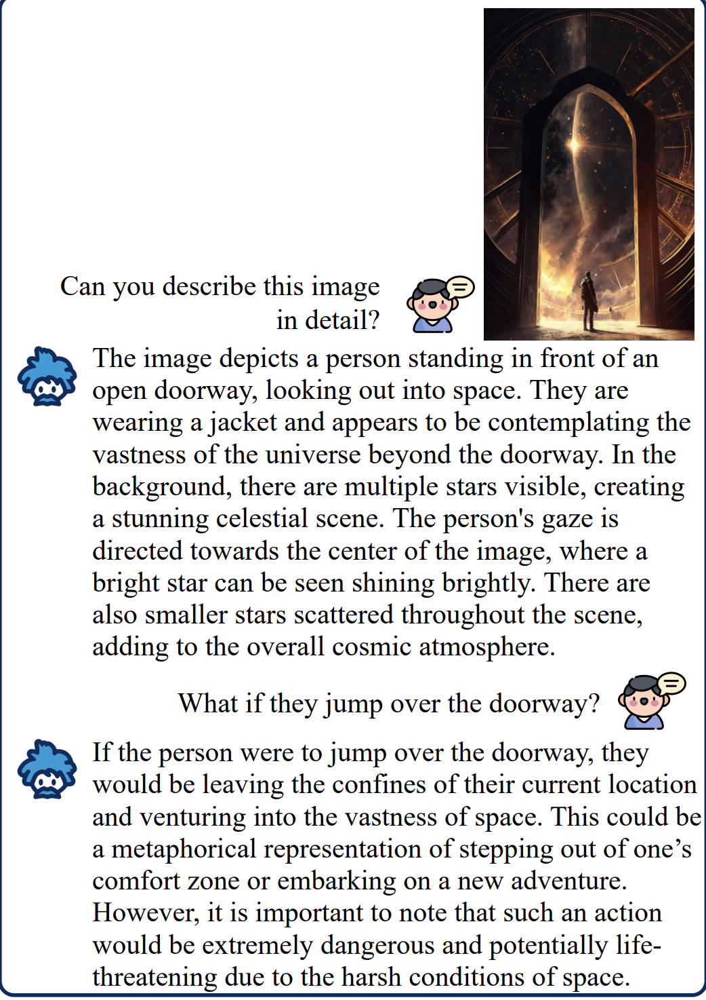 Can you describe this image
in detail?
The image depicts a person standing in front of an
open doorway, looking out into space. They are
wearing a jacket and appears to be contemplating the
vastness of the universe beyond the doorway. In the
background, there are multiple stars visible, creating
a stunning celestial scene. The person's gaze is
directed towards the center of the image, where a
bright star can be seen shining brightly. There are
also smaller stars scattered throughout the scene,
adding to the overall cosmic atmosphere.
What if they jump over the doorway?
If the person were to jump over the doorway, they
would be leaving the confines of their current location
and venturing into the vastness of space. This could be
a metaphorical representation of stepping out of one’s
comfort zone or embarking on a new adventure.
However, it is important to note that such an action
would be extremely dangerous and potentially life-
threatening due to the harsh conditions of space.